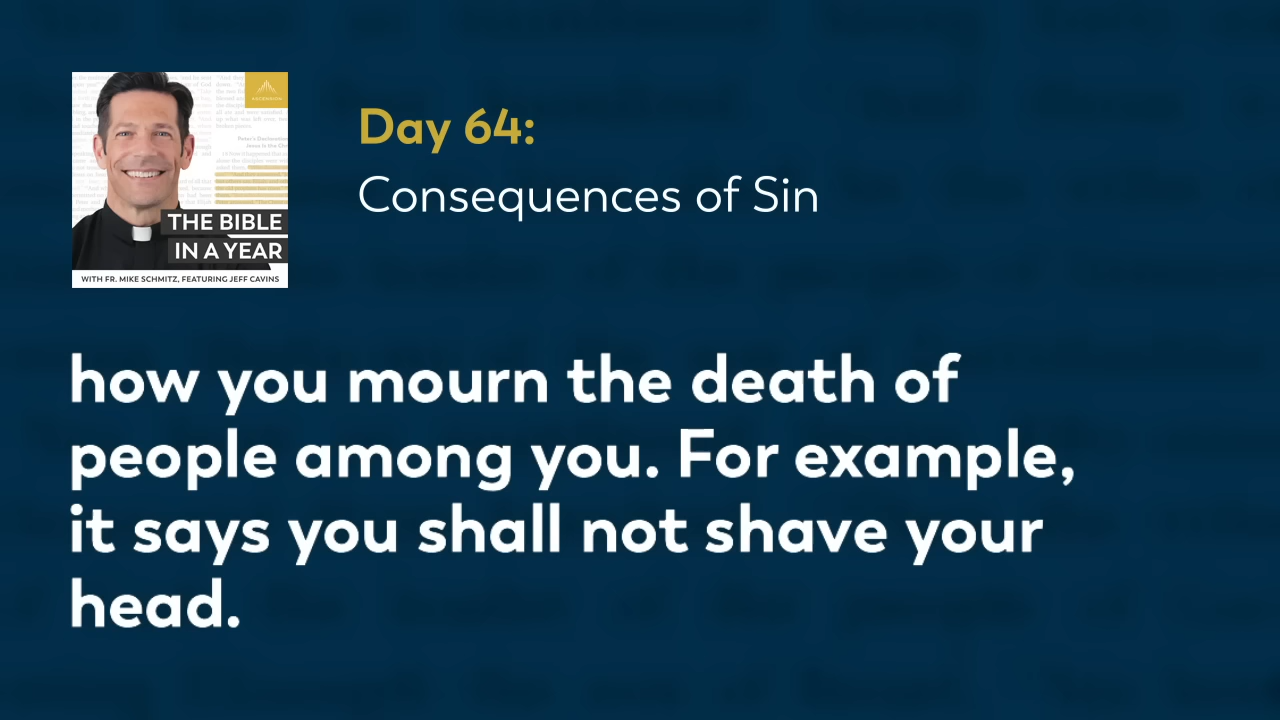 Day 64:
Consequences of Sin
THE BIBLE
IN A YEAR
WITH FR. MIKE SCHMITZ, FEATURING JEFF CAVINS
how you mourn the death of
people among you. For example,
it says you shall not shave your
head.